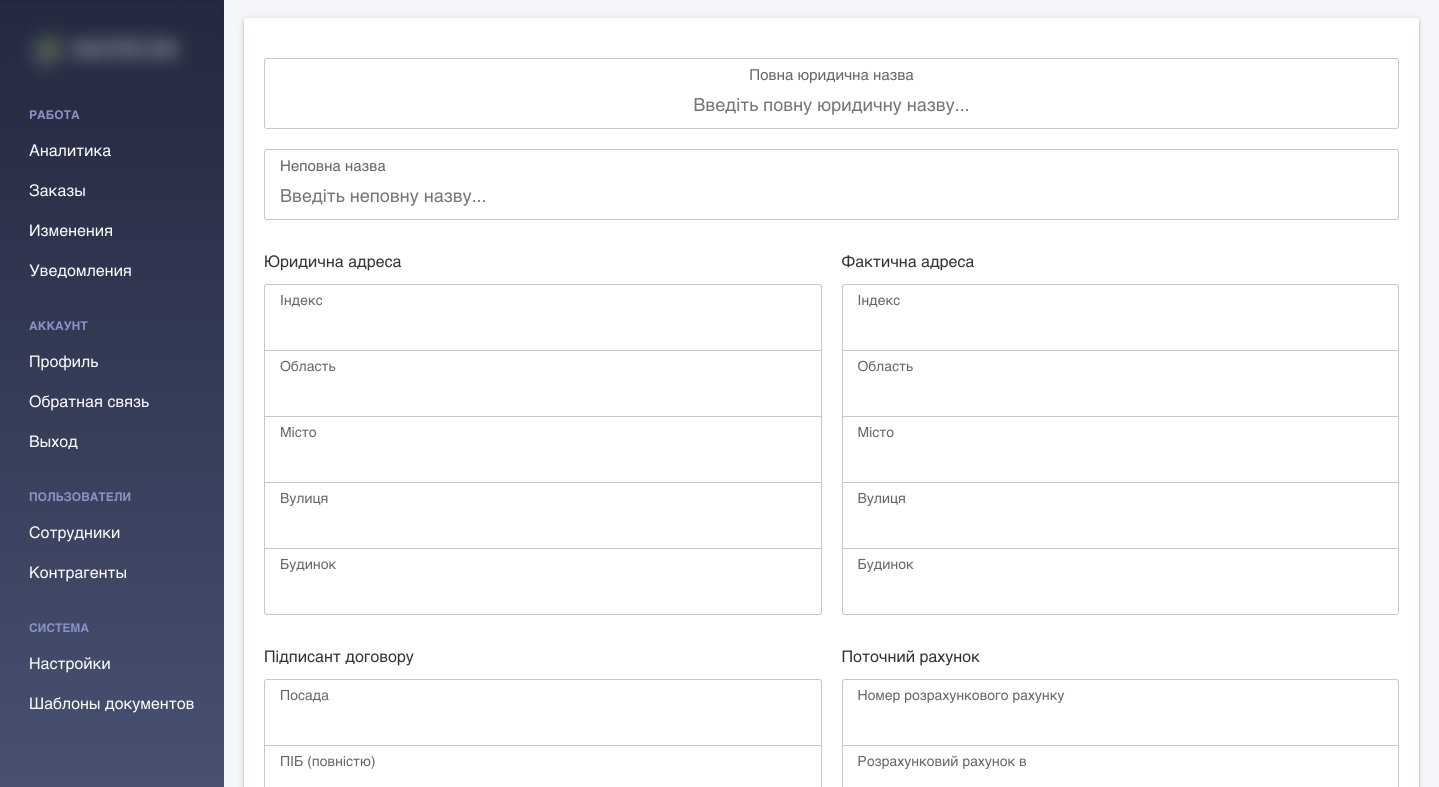 РАБОТА
Аналитика
Заказы
Изменения
Уведомления
АККАУНТ
Профиль
Обратная связь
Выход
ПОЛЬЗОВАТЕЛИ
Сотрудники
Контрагенты
СИСТЕМА
Настройки
Шаблоны документов
Повна юридична назва
Введіть повну юридичну назву...
Неповна назва
Введіть неповну назву...
Юридична адреса
Індекс
Область
Місто
Вулиця
Будинок
Фактична адреса
Індекс
Область
Місто
Вулиця
Будинок
Підписант договору
Посада
ПІБ (повністю)
Поточний рахунок
Номер розрахункового рахунку
Розрахунковий рахунок в